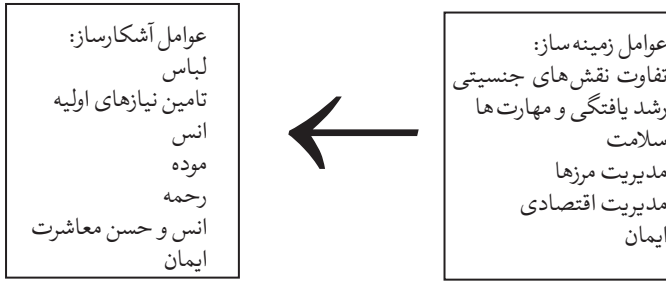 عوامل زمینه‌ساز:
تفاوت نقش‌های جنسیتی
رشد یافتگی و مهارت‌ها
سلامت
مدیریت مرزها
مدیریت اقتصادی
ایمان
عوامل آشکارساز:
لباس
تامین نیازهای اولیه
انس
موده
رحمه
انس و حسن معاشرت
ایمان